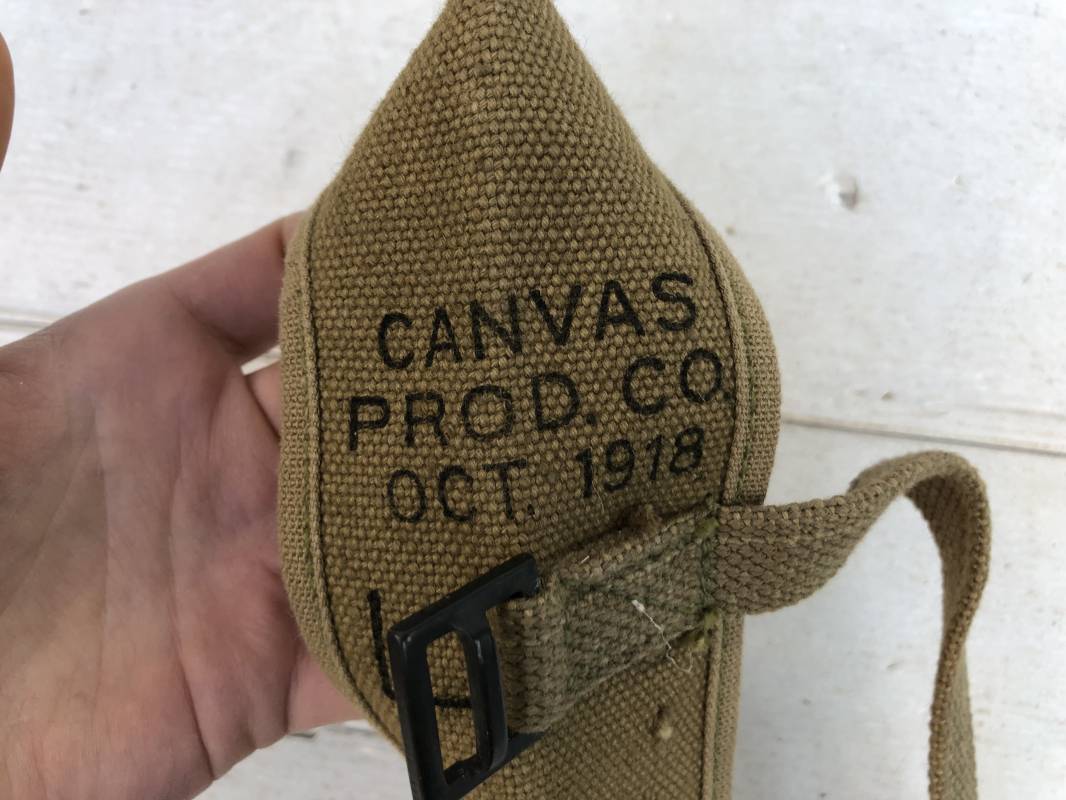 CANVAS
PROD. CO.
OCT. 1918